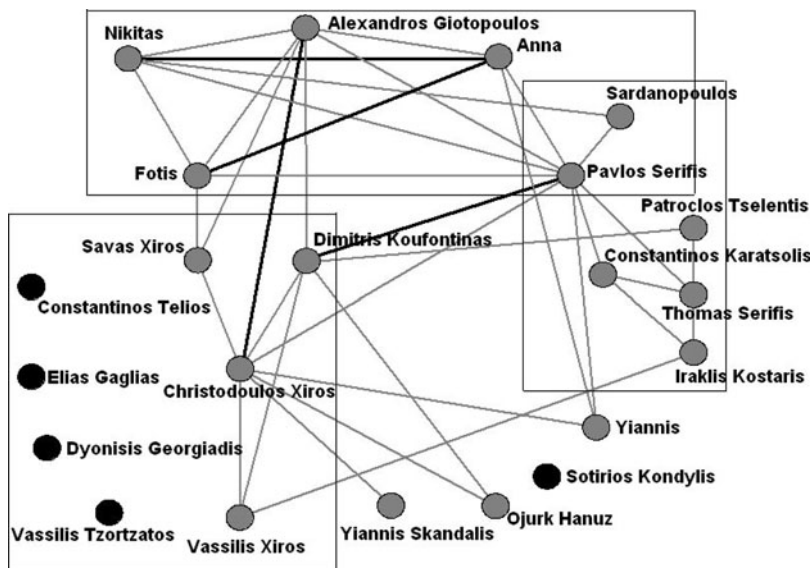 Alexandros Giotopoulos
Nikitas
Anna
Sardanopoulos
Fotis
Pavlos Serifis
Patroclos Tselentis
Savas Xiros
Dimitris Koufontinas
Constantinos Karatsolis
Constantinos Telios
Thomas Serifis
Elias Gaglias
Christodoulos Xiros
Iraklis Kostaris
Yiannis
Dyonisis Georgiadis
Sotirios Kondylis
Vassilis Tzortzatos
Vassilis Xiros
Yiannis Skandalis
Ojurk Hanuz